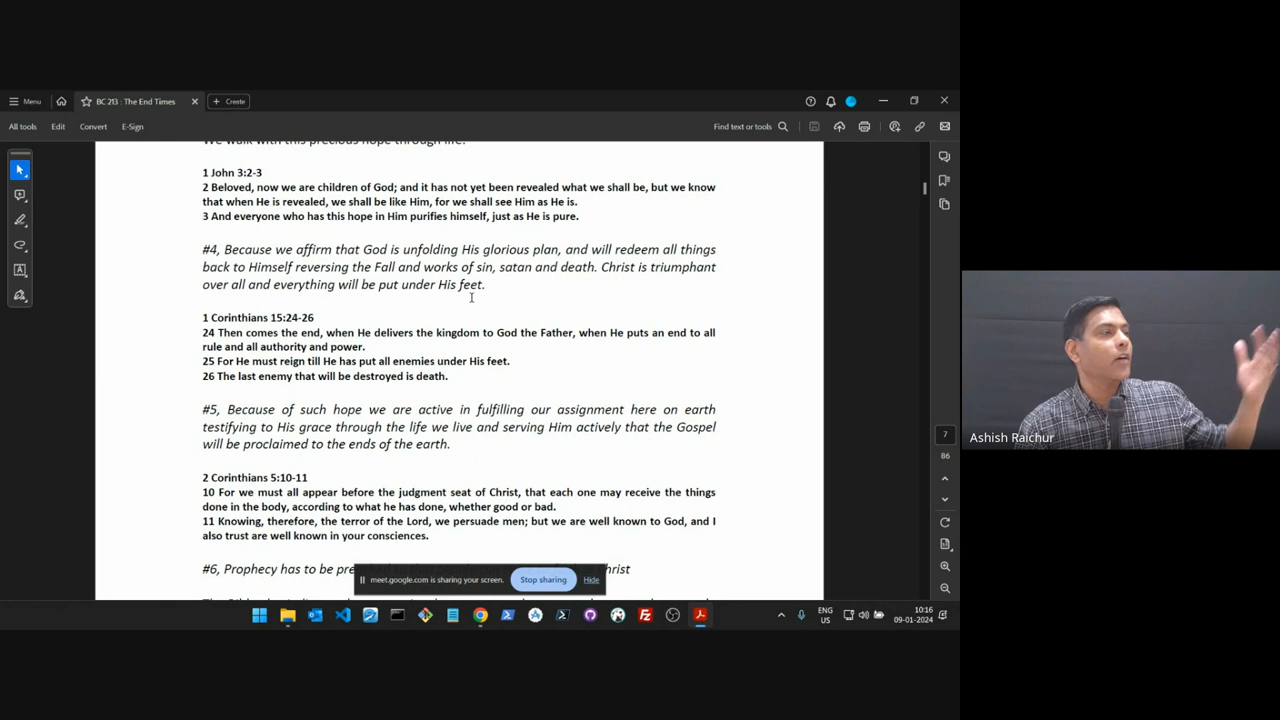 Menu
BC 213 : The End Times
Create
All tools
Edit
Convert
E-Sign
Find text or tools
We walk with this precious hope through life!
1 John 3:2-3
2 Beloved, now we are children of God; and it has not yet been revealed what we shall be, but we know
that when He is revealed, we shall be like Him, for we shall see Him as He is.
3 And everyone who has this hope in Him purifies himself, just as He is pure.
#4, Because we affirm that God is unfolding His glorious plan, and will redeem all things
back to Himself reversing the Fall and works of sin, satan and death. Christ is triumphant
over all and everything will be put under His feet.
1 Corinthians 15:24-26
24 Then comes the end, when He delivers the kingdom to God the Father, when He puts an end to all
rule and all authority and power.
25 For He must reign till He has put all enemies under His feet.
26 The last enemy that will be destroyed is death.
#5, Because of such hope we are active in fulfilling our assignment here on earth
testifying to His grace through the life we live and serving Him actively that the Gospel
will be proclaimed to the ends of the earth.
2 Corinthians 5:10-11
10 For we must all appear before the judgment seat of Christ, that each one may receive the things
done in the body, according to what he has done, whether good or bad.
11 Knowing, therefore, the terror of the Lord, we persuade men; but we are well known to God, and I
also trust are well known in your consciences.
#6, Prophecy has to be
meet.google.com is sharing your screen.
Stop sharing
Hide
7
86
ENG
US
10:16
09-01-2024
Ashish Raichur